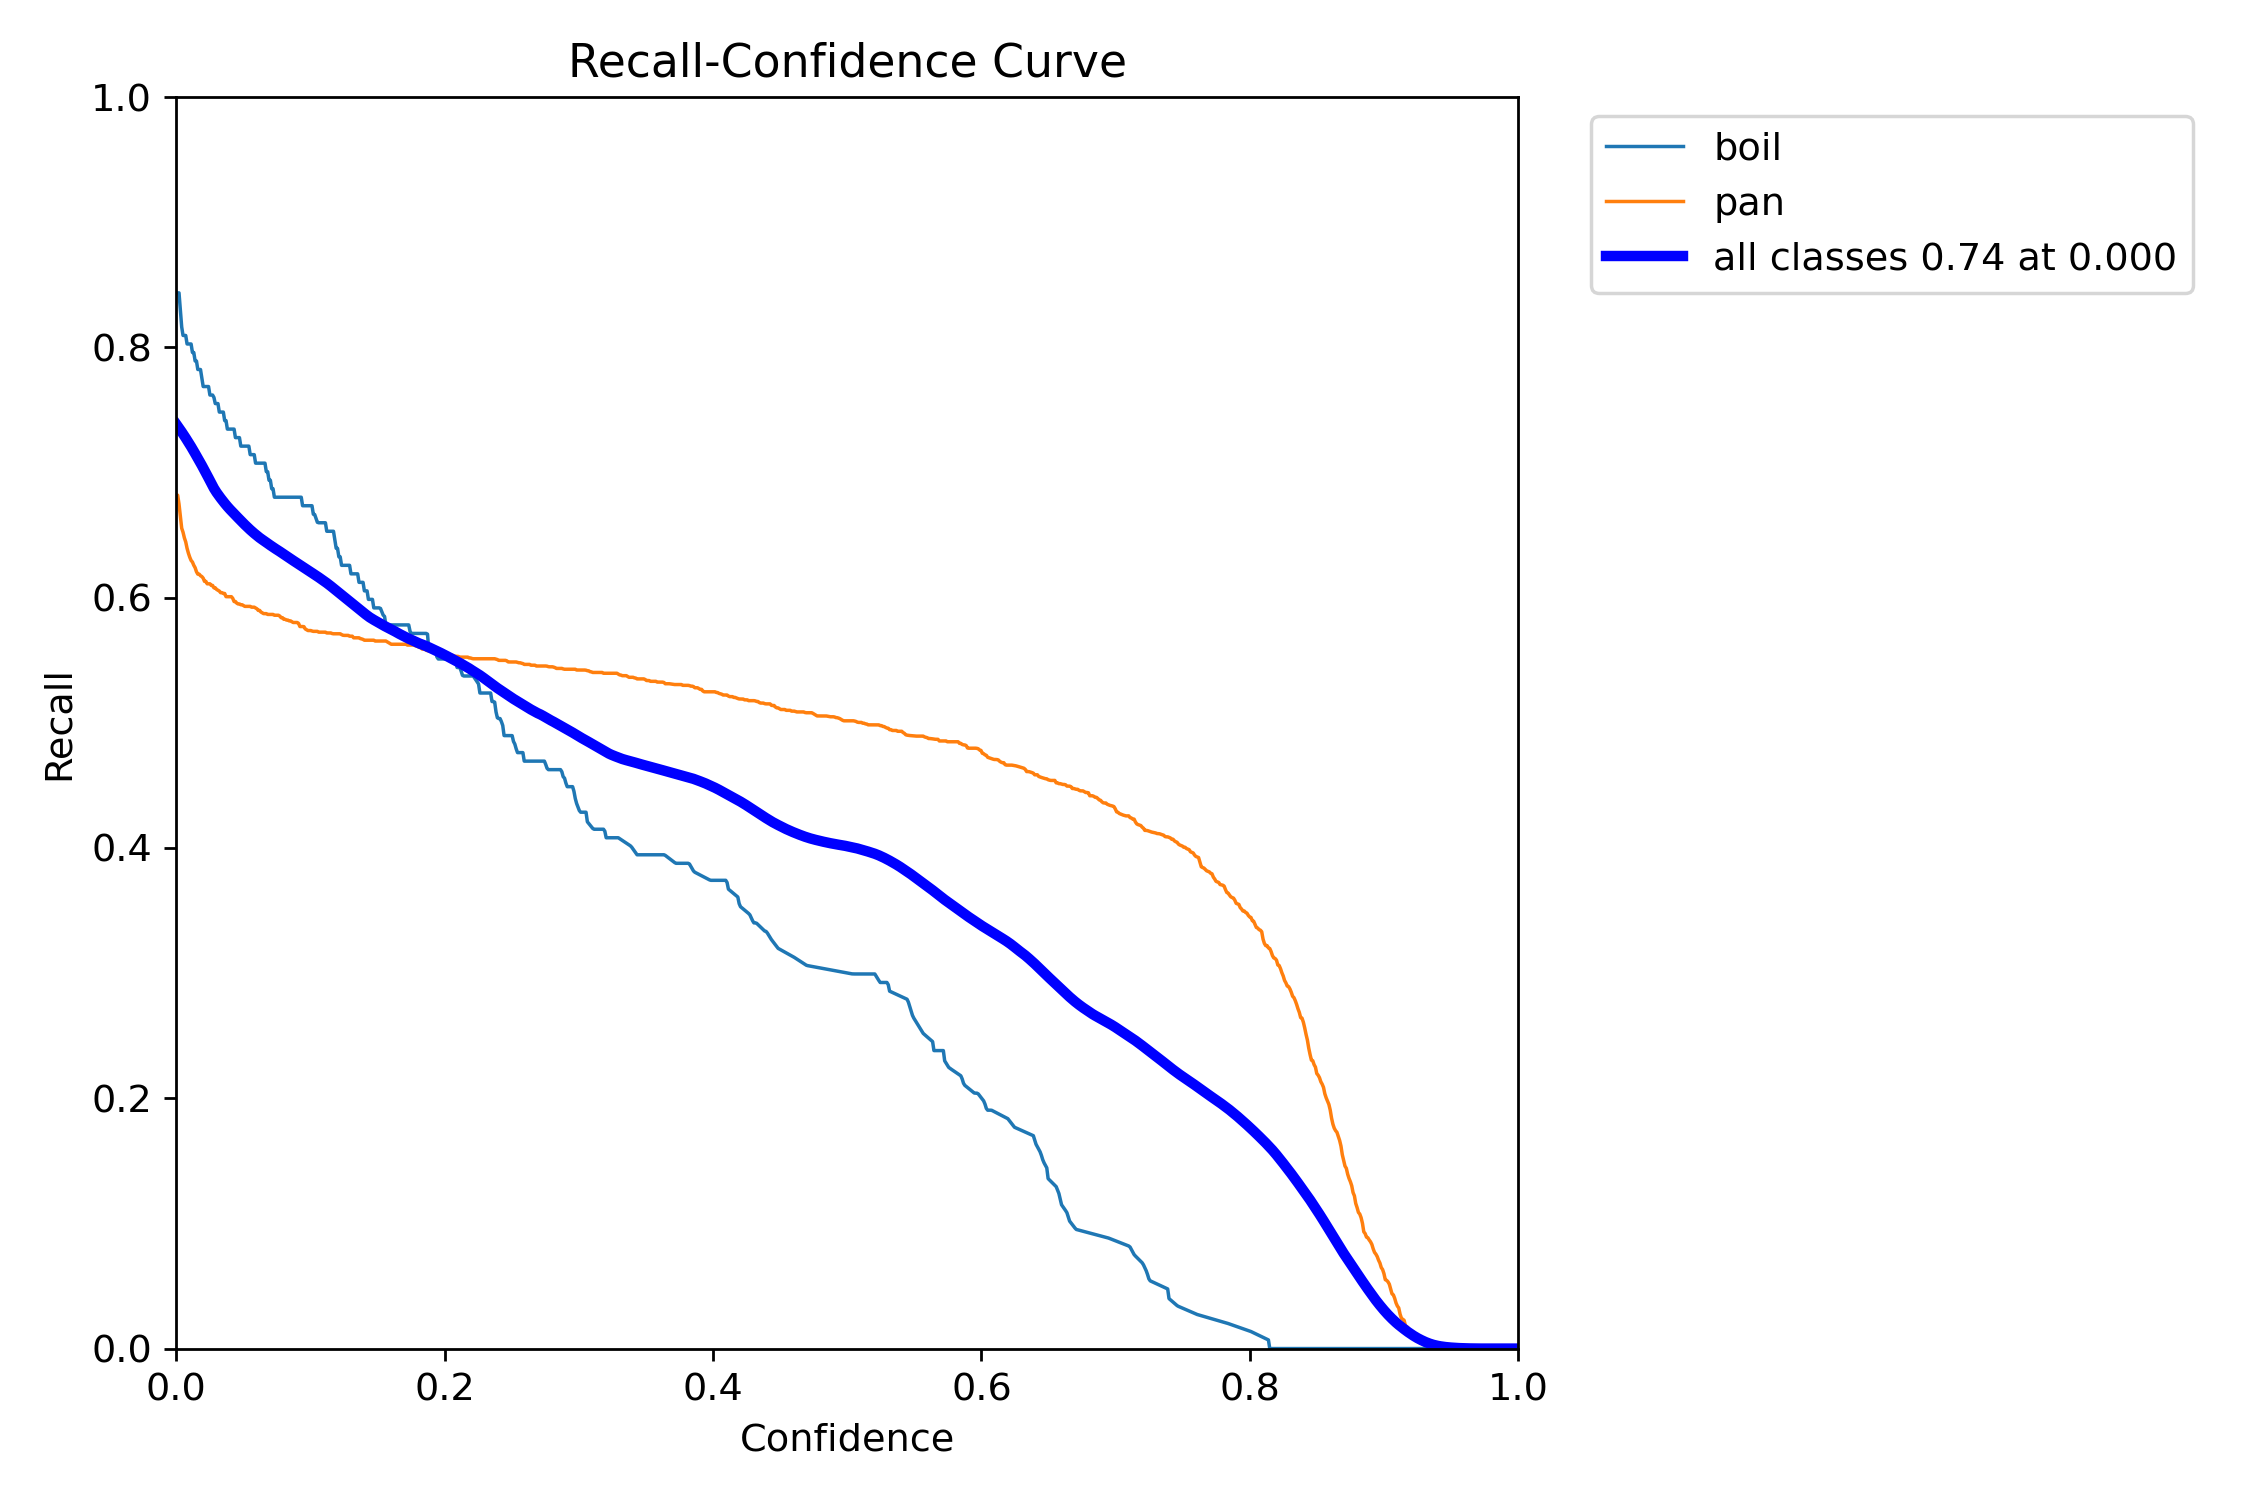 Recall-Confidence Curve
1.0
0.8
0.6
0.4
0.2
0.0
Recall
0.0 0.2 0.4 0.6 0.8 1.0
Confidence
boil
pan
all classes 0.74 at 0.000